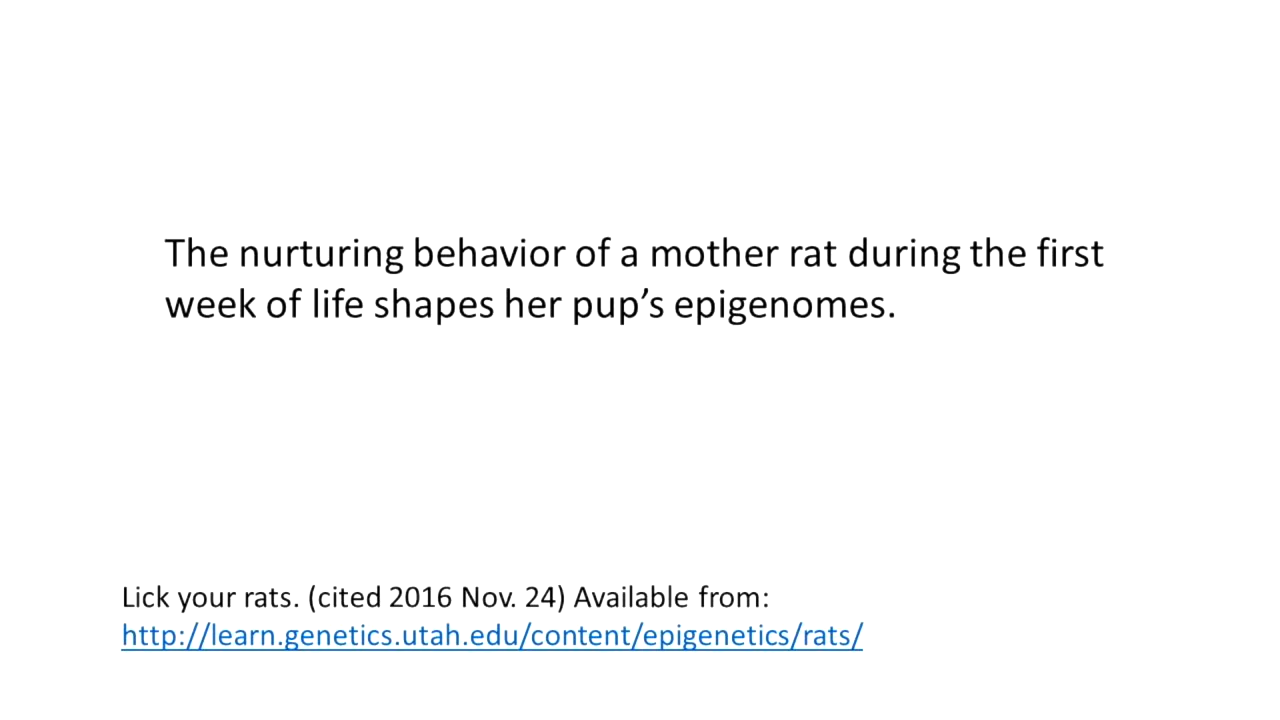 The nurturing behavior of a mother rat during the first
week of life shapes her pup’s epigenomes.
Lick your rats. (cited 2016 Nov. 24) Available from:
http://learn.genetics.utah.edu/content/epigenetics/rats/